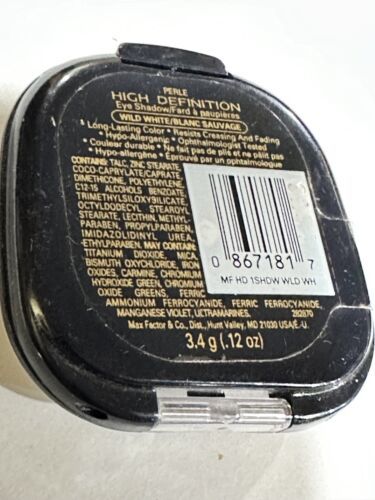 PERLE
HIGH DEFINITION
Eye Shadow/Fard à paupières
WILD WHITE/BLANC SAUVAGE
• Long-Lasting Color • Resists Creasing And Fading
• Hypo-Allergenic • Ophthalmologist Tested
• Couleur durable • Ne fait pas de pli et ne pâlit pas
• Hypo-allergène • Éprouvé par un ophtalmologue
CONTAINS: TALC, ZINC STEARATE,
COCO-CAPRYLATE/CAPRATE,
DIMETHICONE, POLYETHYLENE,
C12-15 ALCOHOLS BENZOATE,
TRIMETHYLSILOXYSILICATE,
OCTYLDODECYL STEAROYL
STEARATE, LECITHIN, METHYL-
PARABEN, PROPYLPARABEN,
IMIDAZOLIDINYL UREA,
ETHYLPARABEN. MAY CONTAIN:
TITANIUM DIOXIDE, MICA,
BISMUTH OXYCHLORIDE, IRON
OXIDES, CARMINE, CHROMIUM
HYDROXIDE GREEN, CHROMIUM
OXIDE GREENS, FERRIC
AMMONIUM FERROCYANIDE, FERRIC FERROCYANIDE,
MANGANESE VIOLET, ULTRAMARINES. 282870
Max Factor & Co., Dist., Hunt Valley, MD 21030 USA/É.-U.
3.4 g (.12 oz)
0 867181 7
MF HD 1SHDW WLD WH